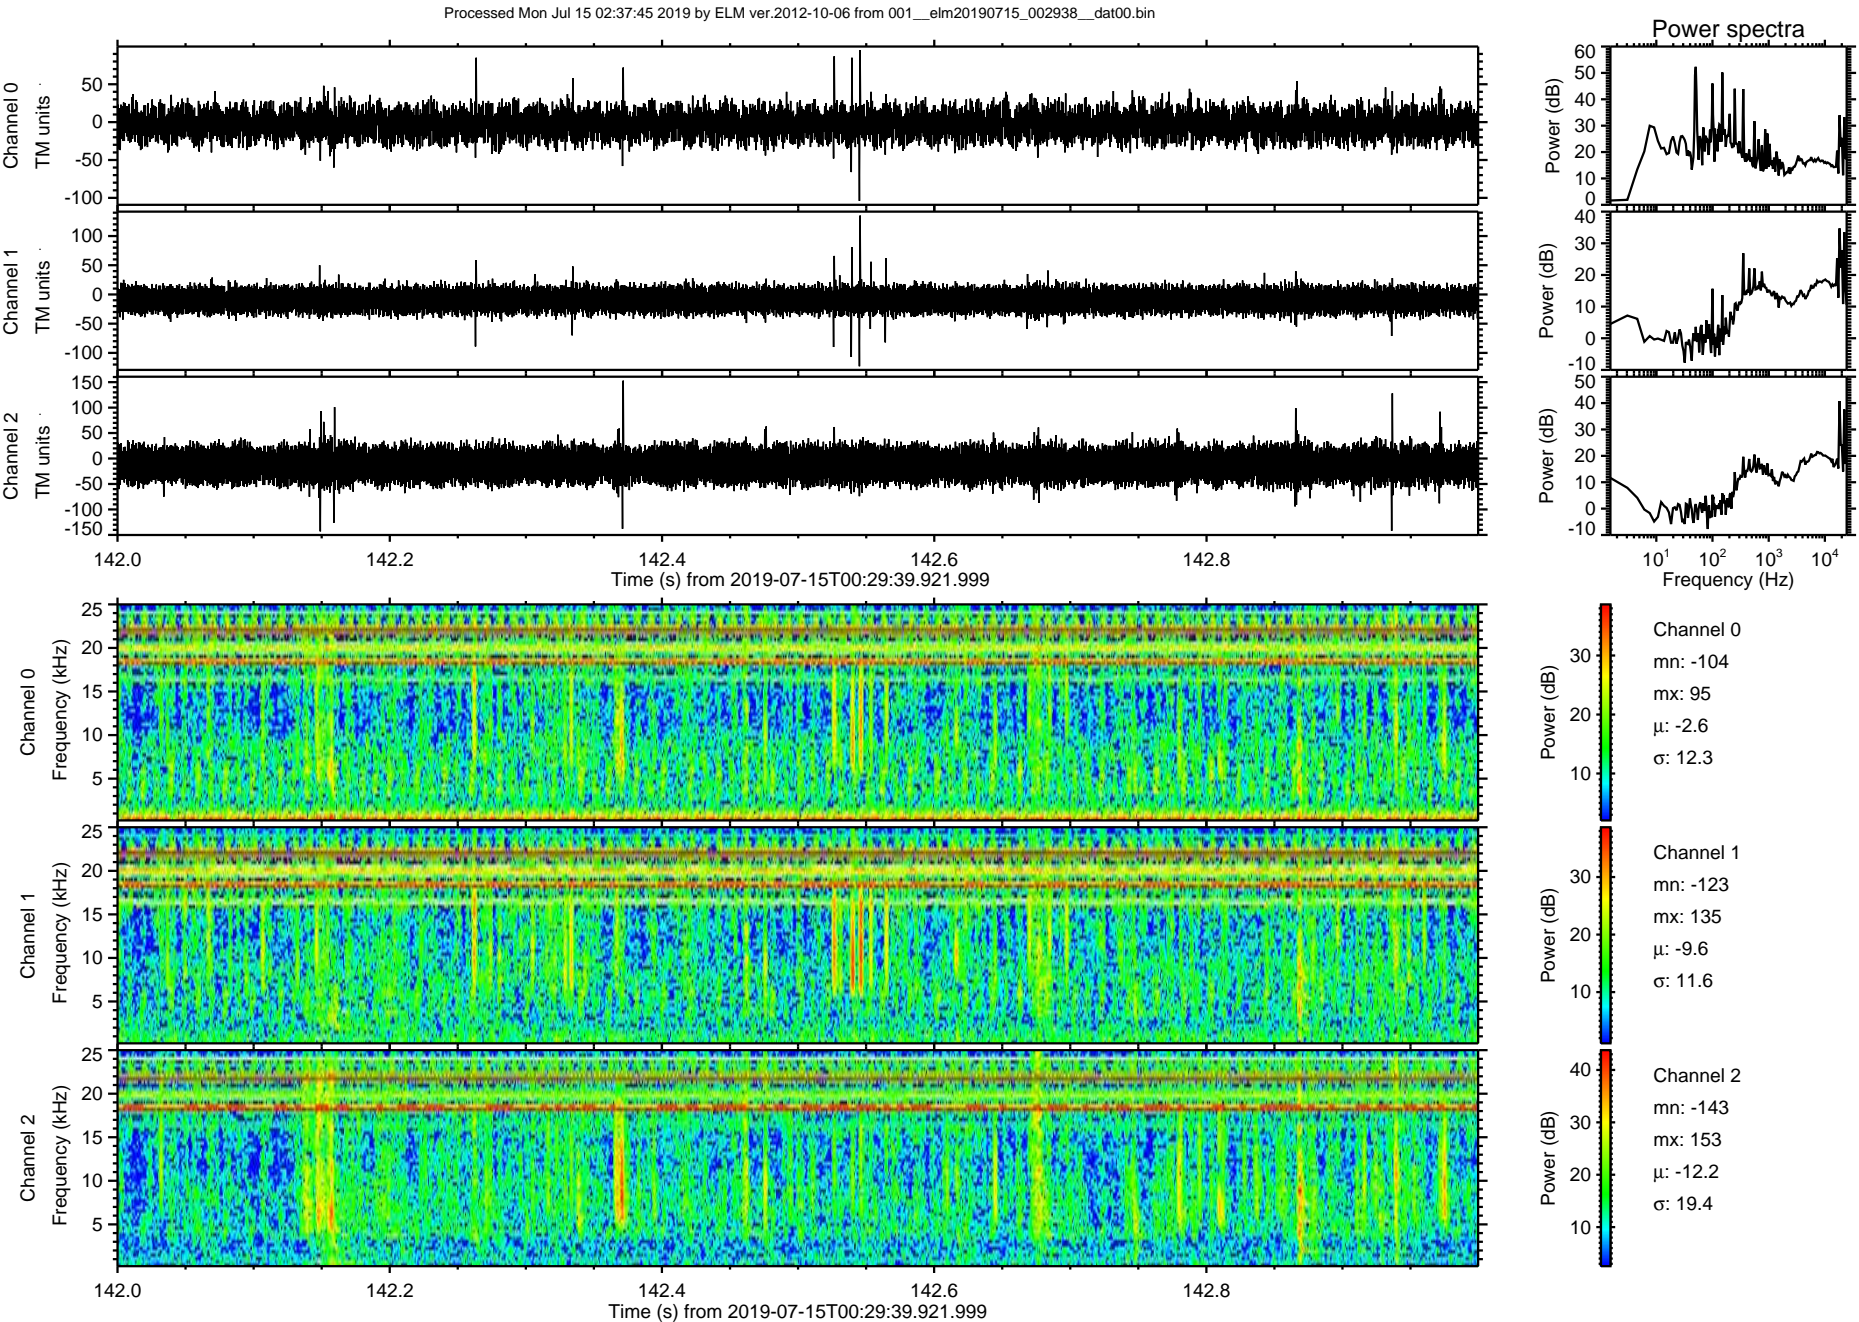 Processed Mon Jul 15 02:37:45 2019 by ELM ver.2012-10-06 from 001__elm20190715_002938__dat00.bin
Power spectra
Channel 0
TM units
50
0
-50
-100
Power (dB)
60
50
40
30
20
10
0
Channel 1
TM units
100
50
0
-50
-100
Power (dB)
40
30
20
10
0
-10
Channel 2
TM units
150
100
50
0
-50
-100
-150
Power (dB)
50
40
30
20
10
0
-10
142.0 142.2 142.4 142.6 142.8
Time (s) from 2019-07-15T00:29:39.921.999
10¹ 10² 10³ 10⁴
Frequency (Hz)
Channel 0
Frequency (kHz)
25
20
15
10
5
Power (dB)
30
20
10
Channel 0
mn: -104
mx: 95
μ: -2.6
σ: 12.3
Channel 1
Frequency (kHz)
25
20
15
10
5
Power (dB)
30
20
10
Channel 1
mn: -123
mx: 135
μ: -9.6
σ: 11.6
Channel 2
Frequency (kHz)
25
20
15
10
5
Power (dB)
40
30
20
10
Channel 2
mn: -143
mx: 153
μ: -12.2
σ: 19.4
142.0 142.2 142.4 142.6 142.8
Time (s) from 2019-07-15T00:29:39.921.999